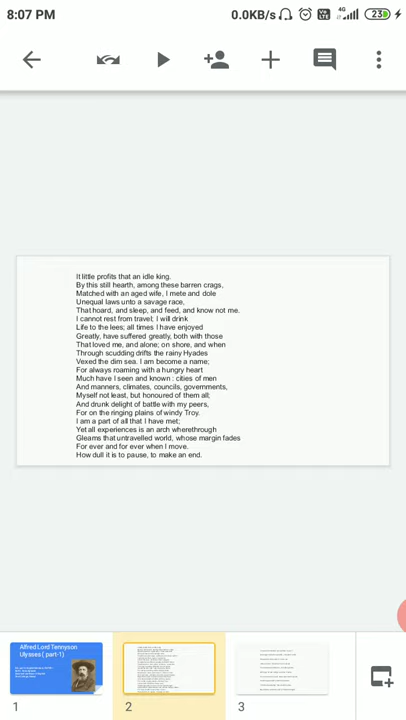 8:07 PM
0.0KB/s
4G
23
It little profits that an idle king.
By this still hearth, among these barren crags,
Matched with an aged wife, I mete and dole
Unequal laws unto a savage race,
That hoard, and sleep, and feed, and know not me.
I cannot rest from travel; I will drink
Life to the lees; all times I have enjoyed
Greatly, have suffered greatly, both with those
That loved me, and alone; on shore, and when
Through scudding drifts the rainy Hyades
Vexed the dim sea. I am become a name;
For always roaming with a hungry heart
Much have I seen and known : cities of men
And manners, climates, councils, governments,
Myself not least, but honoured of them all;
And drunk delight of battle with my peers,
For on the ringing plains of windy Troy.
I am a part of all that I have met;
Yet all experiences is an arch wherethrough
Gleams that untravelled world, whose margin fades
For ever and for ever when I move.
How dull it is to pause, to make an end.
Alfred Lord Tennyson
Ulysses ( part-1)
1
2
3